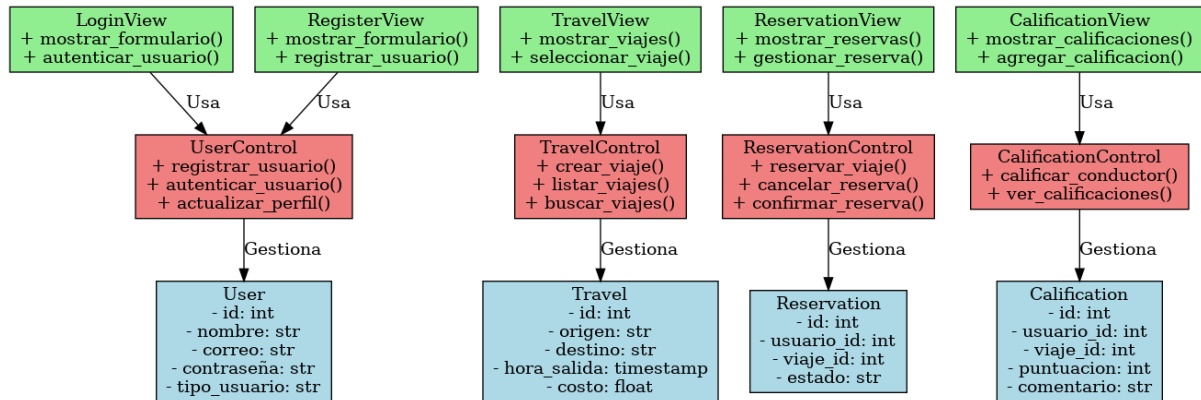 LoginView
+ mostrar_formulario()
+ autenticar_usuario()
RegisterView
+ mostrar_formulario()
+ registrar_usuario()
TravelView
+ mostrar_viajes()
+ seleccionar_viaje()
ReservationView
+ mostrar_reservas()
+ gestionar_reserva()
CalificationView
+ mostrar_calificaciones()
+ agregar_calificacion()
Usa
Usa
Usa
Usa
Usa
UserControl
+ registrar_usuario()
+ autenticar_usuario()
+ actualizar_perfil()
TravelControl
+ crear_viaje()
+ listar_viajes()
+ buscar_viajes()
ReservationControl
+ reservar_viaje()
+ cancelar_reserva()
+ confirmar_reserva()
CalificationControl
+ calificar_conductor()
+ ver_calificaciones()
Gestiona
Gestiona
Gestiona
Gestiona
User
- id: int
- nombre: str
- correo: str
- contraseña: str
- tipo_usuario: str
Travel
- id: int
- origen: str
- destino: str
- hora_salida: timestamp
- costo: float
Reservation
- id: int
- usuario_id: int
- viaje_id: int
- estado: str
Calification
- id: int
- usuario_id: int
- viaje_id: int
- puntuacion: int
- comentario: str